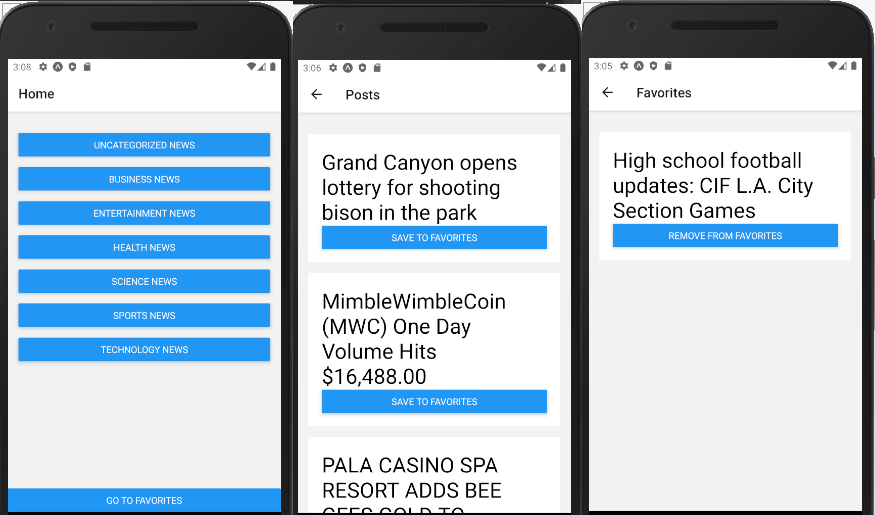 3:08
Home
UNCATEGORIZED NEWS
BUSINESS NEWS
ENTERTAINMENT NEWS
HEALTH NEWS
SCIENCE NEWS
SPORTS NEWS
TECHNOLOGY NEWS
GO TO FAVORITES
3:06
Posts
Grand Canyon opens
lottery for shooting
bison in the park
SAVE TO FAVORITES
MimbleWimbleCoin
(MWC) One Day
Volume Hits
$16,488.00
SAVE TO FAVORITES
PALA CASINO SPA
RESORT ADDS BEE
3:05
Favorites
High school football
updates: CIF L.A. City
Section Games
REMOVE FROM FAVORITES